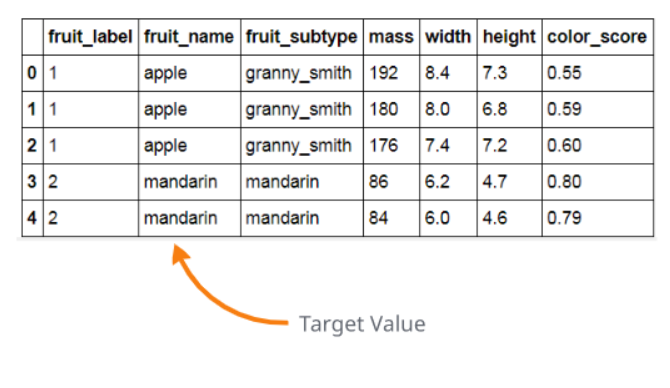 fruit_label fruit_name fruit_subtype mass width height color_score
0 1 apple granny_smith 192 8.4 7.3 0.55
1 1 apple granny_smith 180 8.0 6.8 0.59
2 1 apple granny_smith 176 7.4 7.2 0.60
3 2 mandarin mandarin 86 6.2 4.7 0.80
4 2 mandarin mandarin 84 6.0 4.6 0.79
Target Value